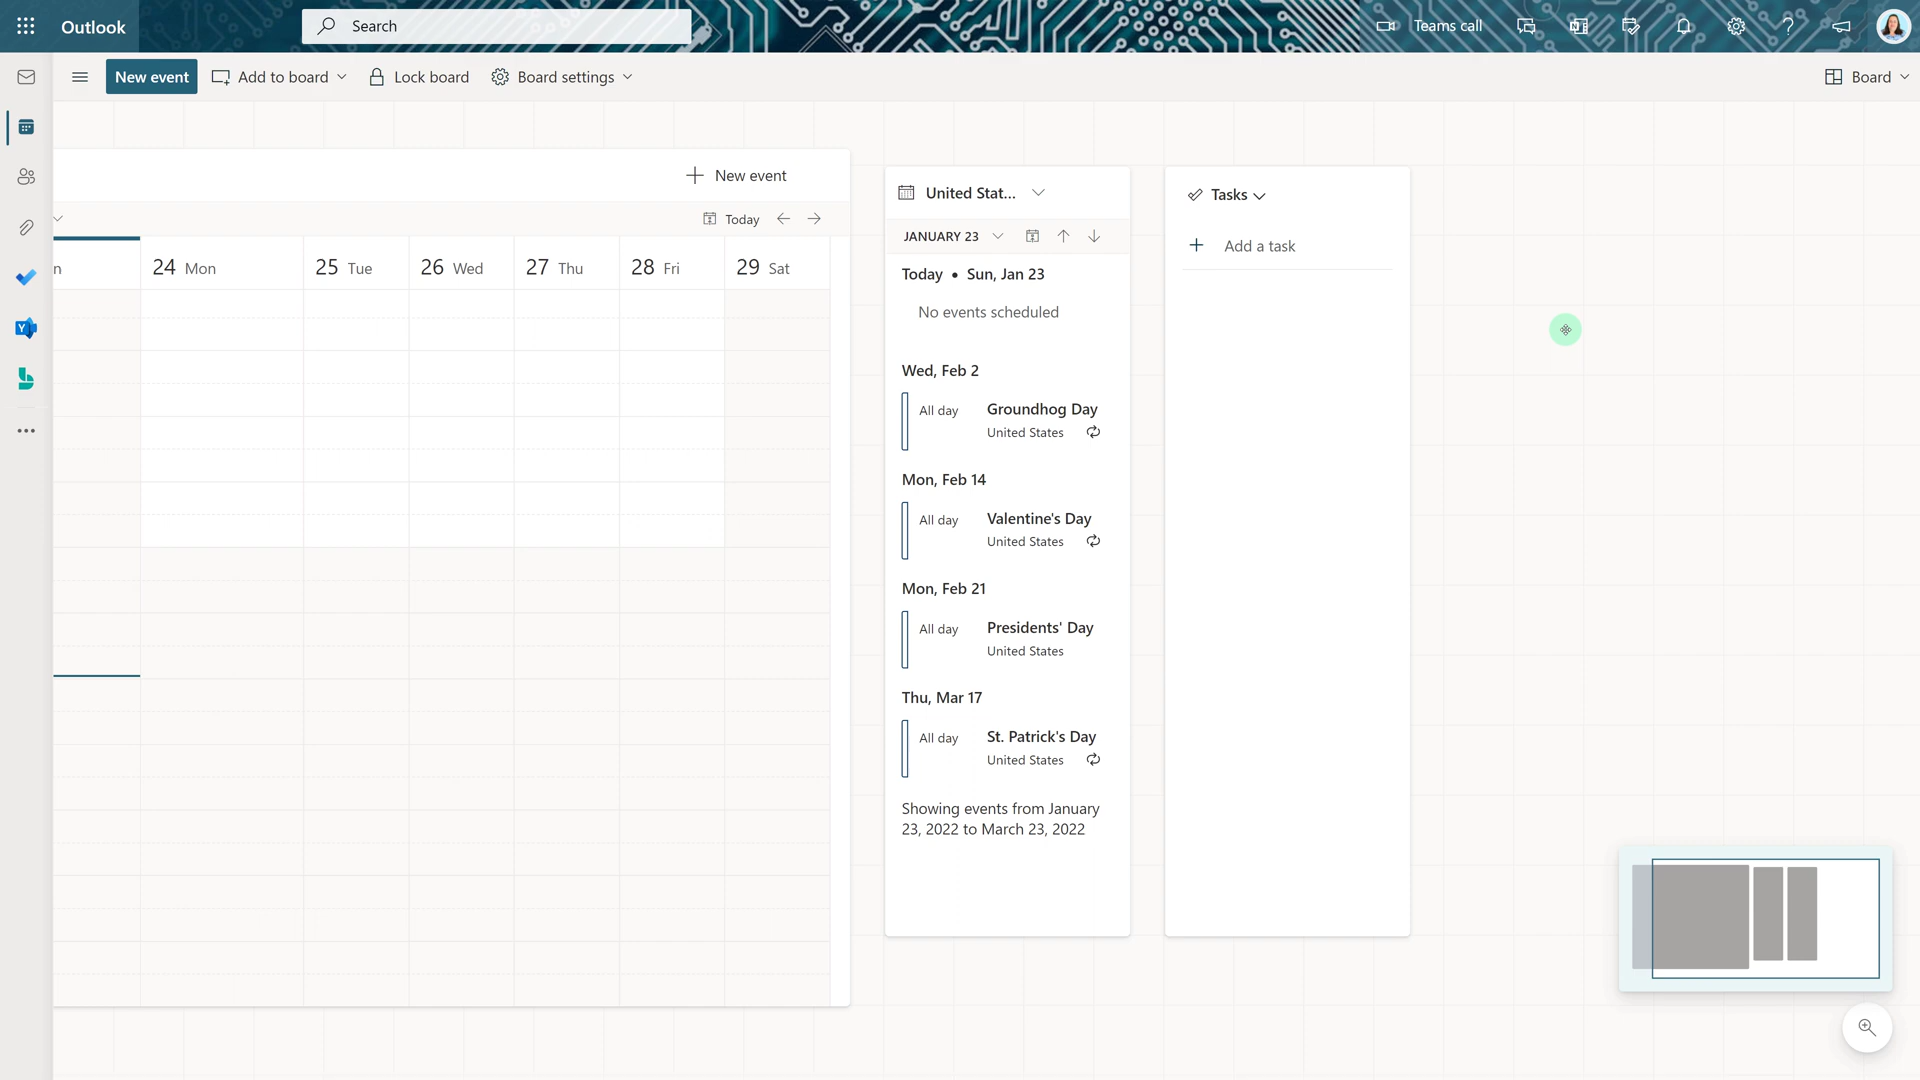 Outlook
Search
Teams call
New event
Add to board
Lock board
Board settings
Board
New event
Today
n
24 Mon
25 Tue
26 Wed
27 Thu
28 Fri
29 Sat
United Stat...
JANUARY 23
Today • Sun, Jan 23
No events scheduled
Wed, Feb 2
All day Groundhog Day
United States
Mon, Feb 14
All day Valentine's Day
United States
Mon, Feb 21
All day Presidents' Day
United States
Thu, Mar 17
All day St. Patrick's Day
United States
Showing events from January
23, 2022 to March 23, 2022
Tasks
Add a task